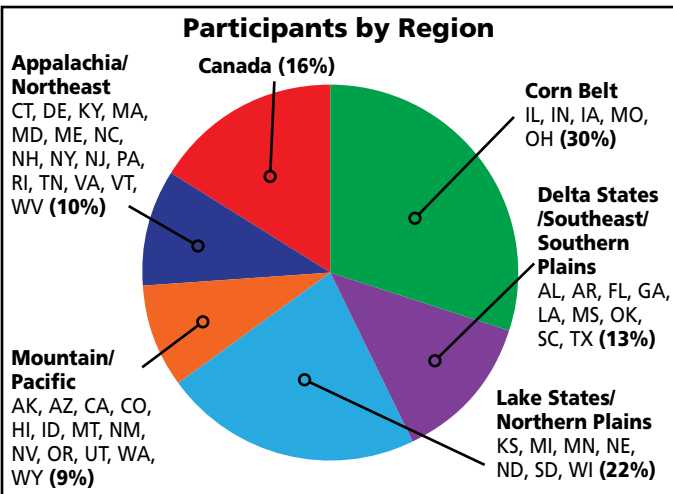 Participants by Region
Appalachia/
Northeast
CT, DE, KY, MA,
MD, ME, NC,
NH, NY, NJ, PA,
RI, TN, VA, VT,
WV (10%)
Canada (16%)
Corn Belt
IL, IN, IA, MO,
OH (30%)
Delta States
/Southeast/
Southern
Plains
AL, AR, FL, GA,
LA, MS, OK,
SC, TX (13%)
Mountain/
Pacific
AK, AZ, CA, CO,
HI, ID, MT, NM,
NV, OR, UT, WA,
WY (9%)
Lake States/
Northern Plains
KS, MI, MN, NE,
ND, SD, WI (22%)